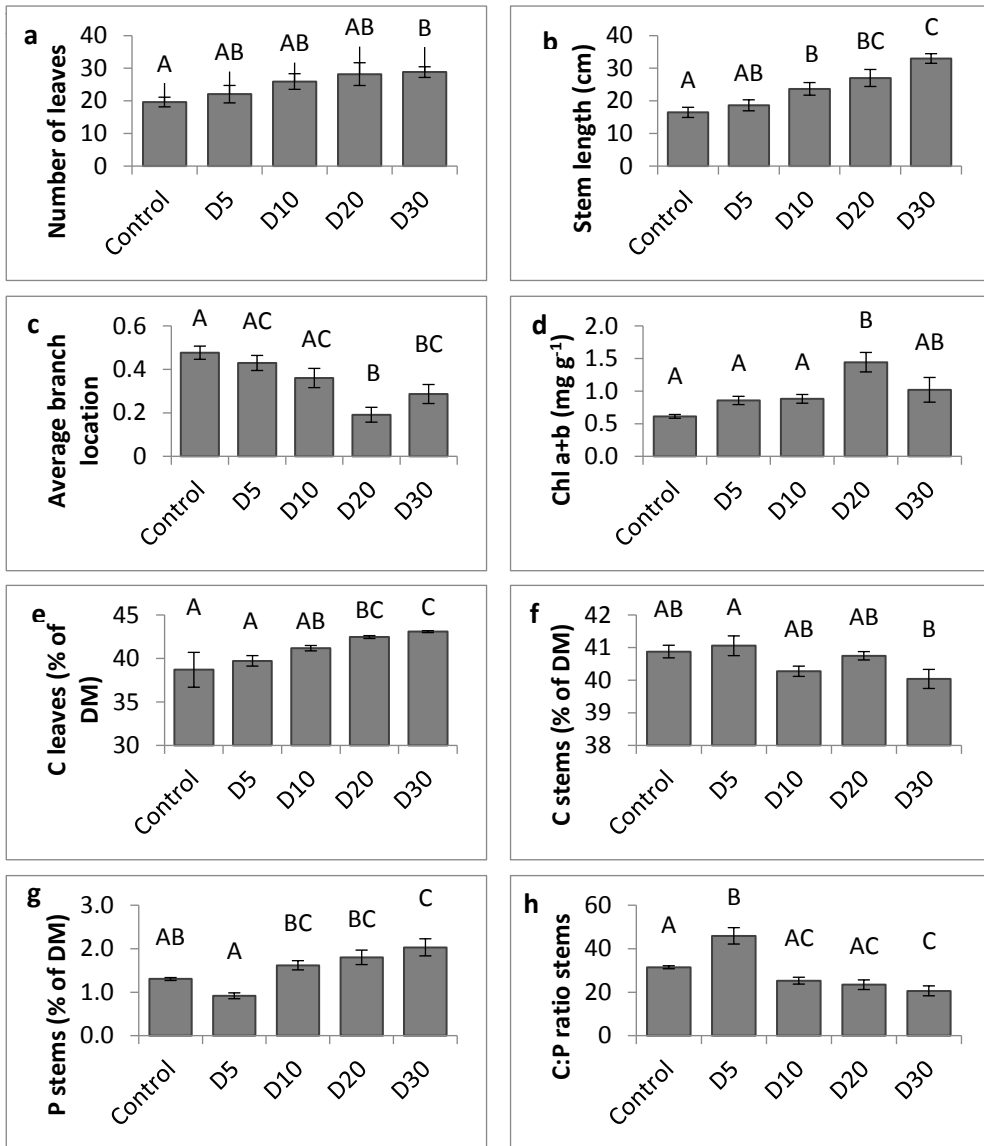 a
Number of leaves
40
30
20
10
0
A AB AB AB B
Control D5 D10 D20 D30
b
Stem length (cm)
40
30
20
10
0
A AB B BC C
Control D5 D10 D20 D30
c
Average branch
location
0.6
0.4
0.2
0
A AC AC B BC
Control D5 D10 D20 D30
d
Chl a+b (mg g⁻¹)
2.0
1.5
1.0
0.5
0.0
A A A B AB
Control D5 D10 D20 D30
e
C leaves (% of
DM)
45
40
35
30
A A AB BC C
Control D5 D10 D20 D30
f
C stems (% of DM)
42
41
40
39
38
AB A AB AB B
Control D5 D10 D20 D30
g
P stems (% of DM)
3.0
2.0
1.0
0.0
AB A BC BC C
Control D5 D10 D20 D30
h
C:P ratio stems
60
40
20
0
A B AC AC C
Control D5 D10 D20 D30